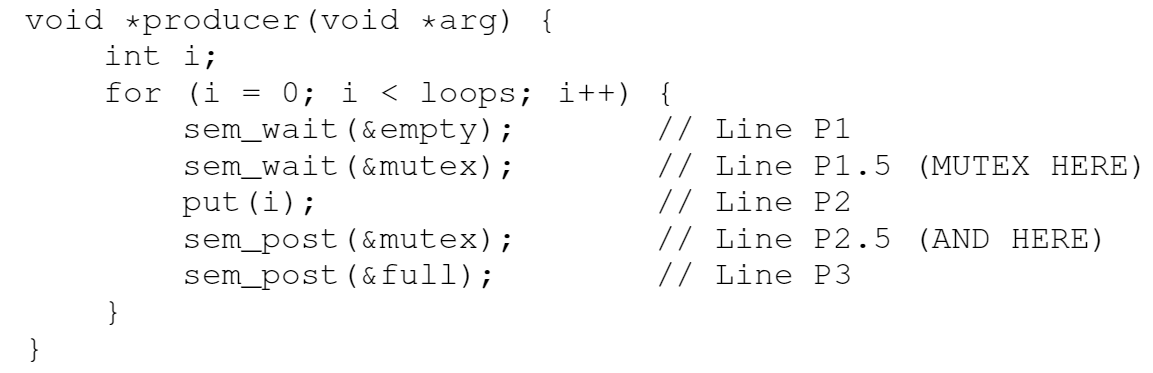 void *producer(void *arg) {
    int i;
    for (i = 0; i < loops; i++) {
        sem_wait(&empty);        // Line P1
        sem_wait(&mutex);        // Line P1.5 (MUTEX HERE)
        put(i);                  // Line P2
        sem_post(&mutex);        // Line P2.5 (AND HERE)
        sem_post(&full);         // Line P3
    }
}